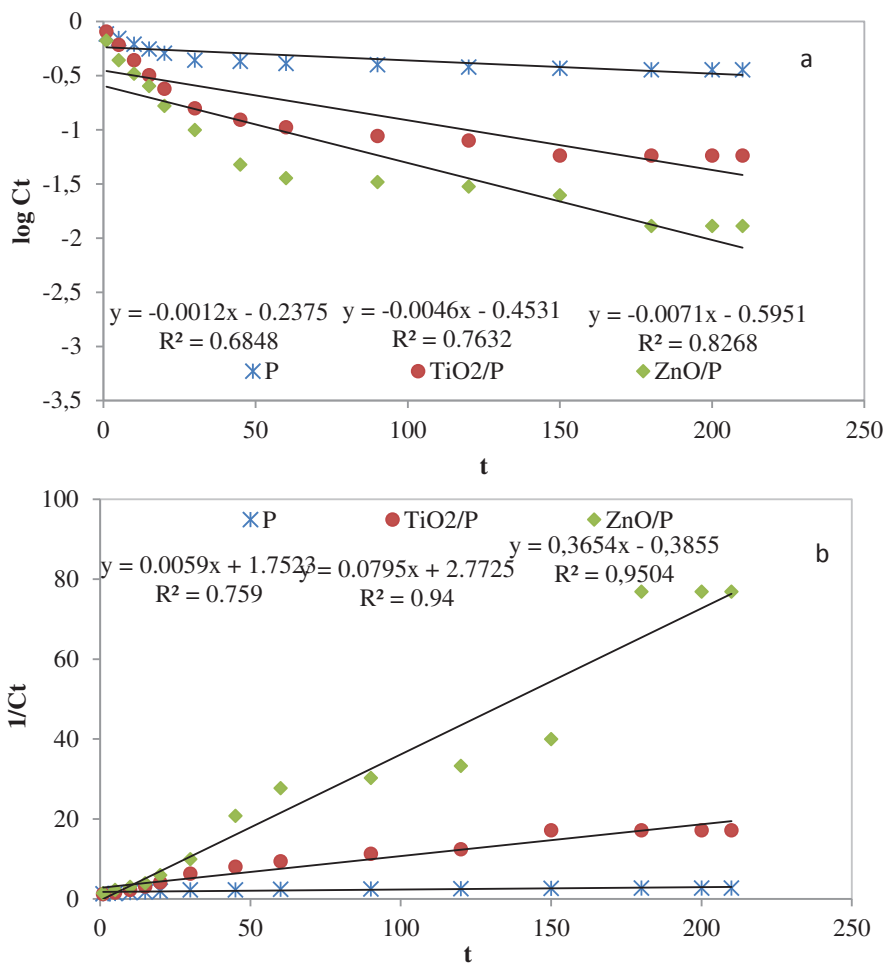 a
0
-0,5
-1
-1,5
-2
-2,5
-3
-3,5
log Ct
y = -0.0012x - 0.2375
R² = 0.6848
y = -0.0046x - 0.4531
R² = 0.7632
y = -0.0071x - 0.5951
R² = 0.8268
P
TiO2/P
ZnO/P
0
50
100
150
200
250
t
b
100
80
60
40
20
0
1/Ct
P
TiO2/P
ZnO/P
y = 0.0059x + 1.7523
R² = 0.759
y = 0.0795x + 2.7725
R² = 0.94
y = 0,3654x - 0,3855
R² = 0,9504
0
50
100
150
200
250
t